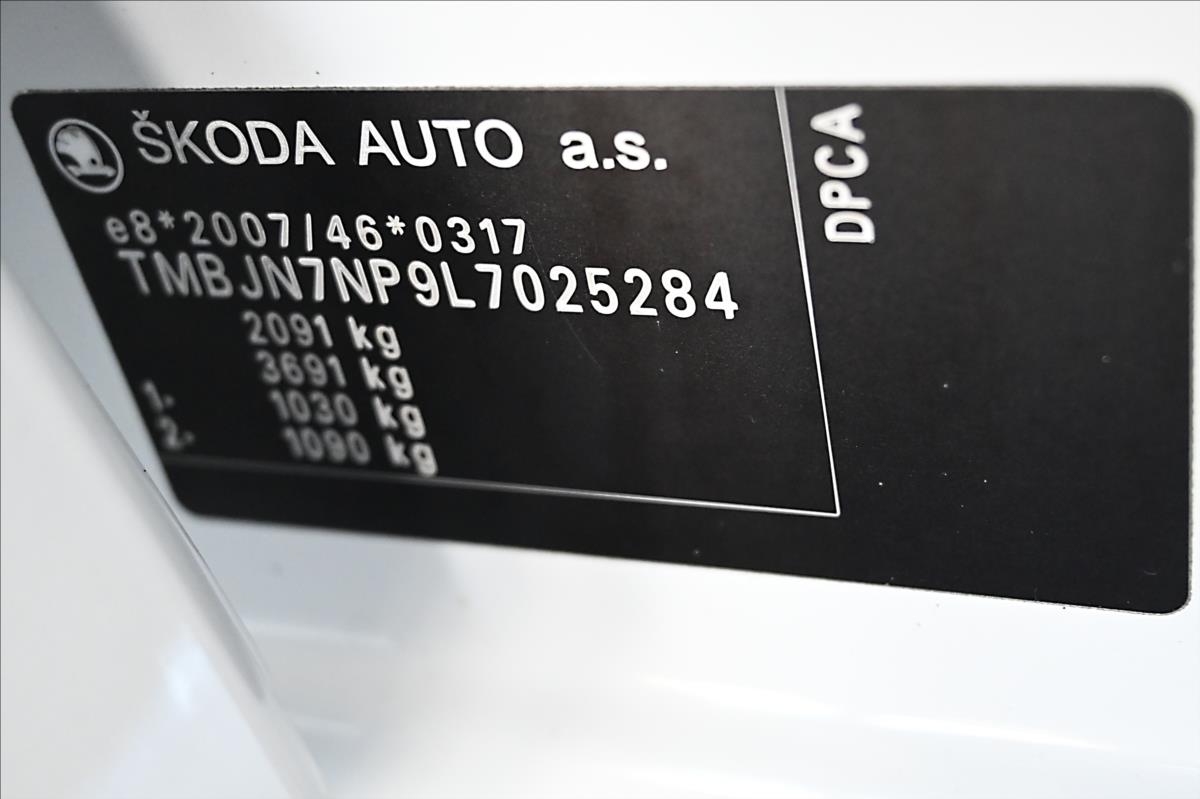 ŠKODA AUTO a.s.
e8*2007/46*0317
TMBJN7NP9L7025284
2091 kg
3691 kg
1- 1030 kg
2- 1090 kg
DPCA